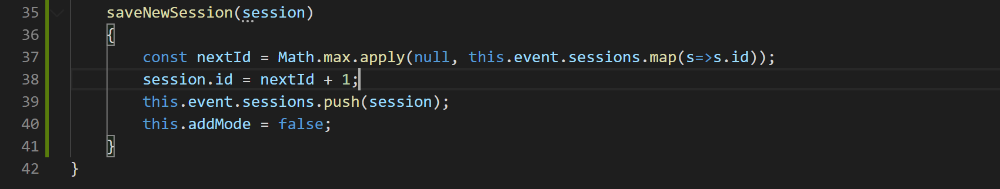 35 saveNewSession(session)
36 {
37 const nextId = Math.max.apply(null, this.event.sessions.map(s=>s.id));
38 session.id = nextId + 1;
39 this.event.sessions.push(session);
40 this.addMode = false;
41 }
42 }